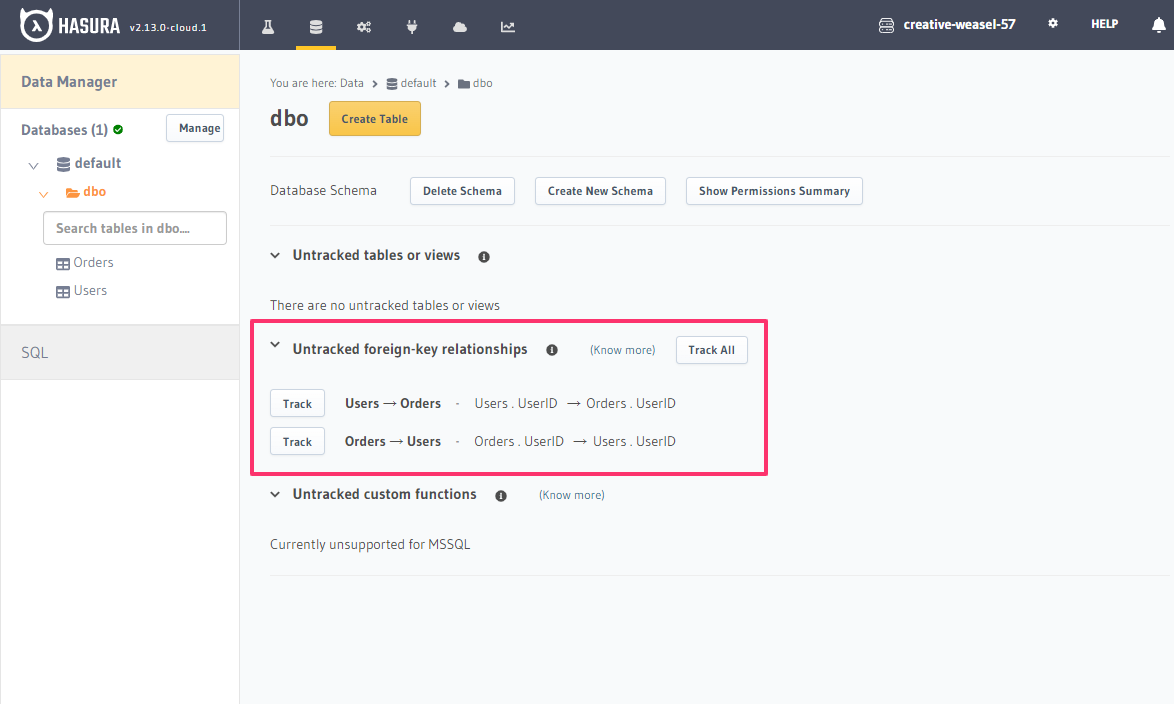 HASURA v2.13.0-cloud.1 creative-weasel-57 HELP
Data Manager
Databases (1) Manage
default
dbo
Search tables in dbo....
Orders
Users
SQL
You are here: Data > default > dbo
dbo Create Table
Database Schema Delete Schema Create New Schema Show Permissions Summary
Untracked tables or views
There are no untracked tables or views
Untracked foreign-key relationships (Know more) Track All
Track Users → Orders - Users . UserID → Orders . UserID
Track Orders → Users - Orders . UserID → Users . UserID
Untracked custom functions (Know more)
Currently unsupported for MSSQL